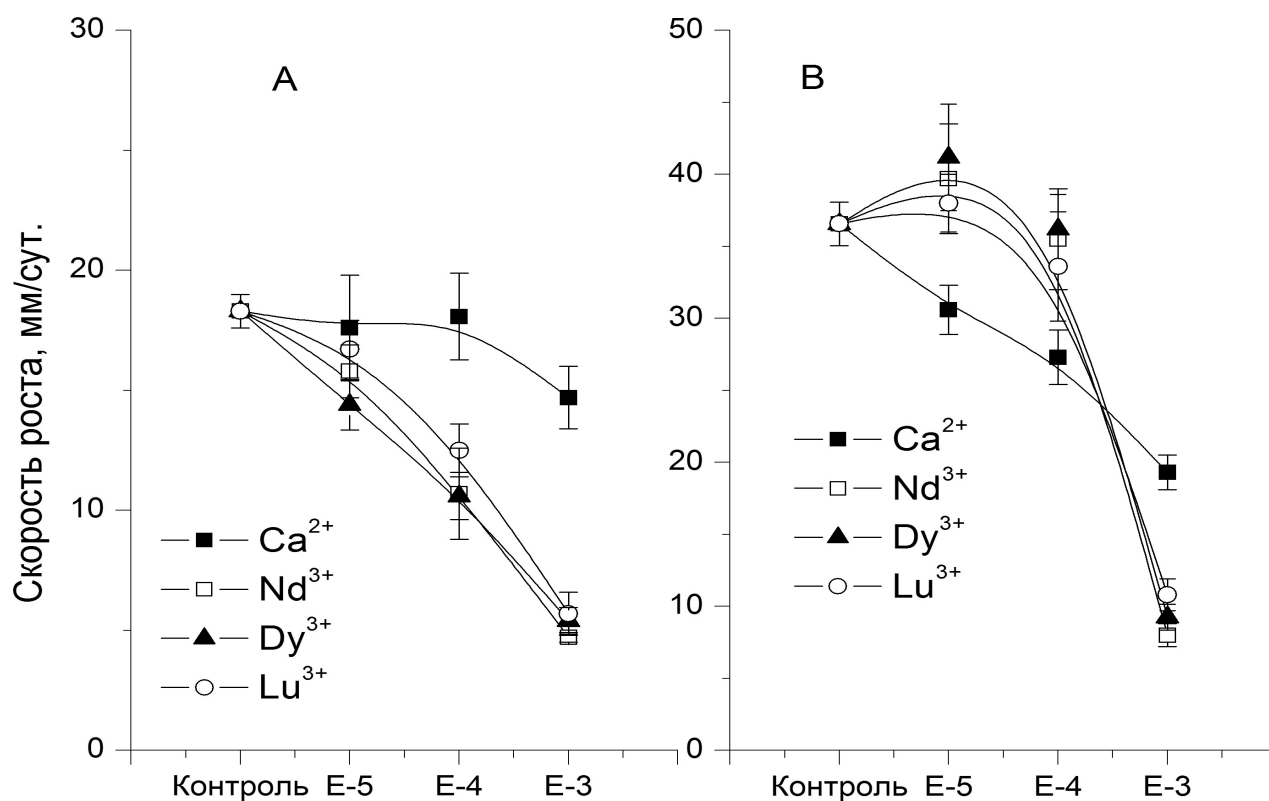 Скорость роста, мм/сут.
A
30
20
10
0
Ca²⁺
Nd³⁺
Dy³⁺
Lu³⁺
Контроль E-5 E-4 E-3
B
50
40
30
20
10
0
Ca²⁺
Nd³⁺
Dy³⁺
Lu³⁺
Контроль E-5 E-4 E-3